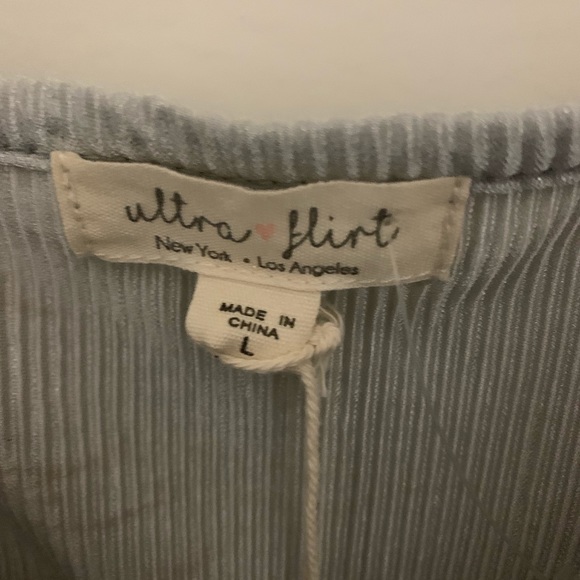 ultra flirt
New York • Los Angeles
MADE IN
CHINA
L